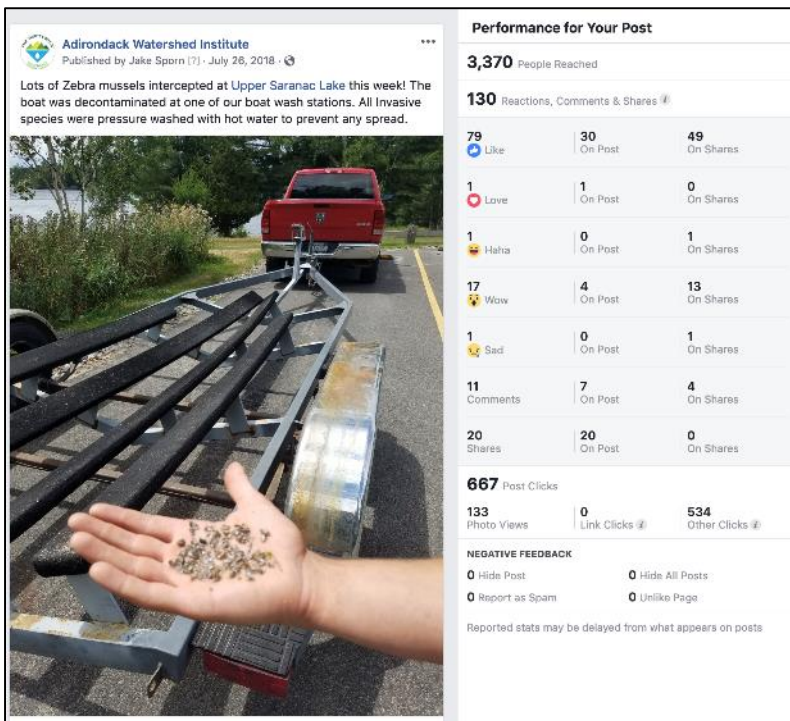 Adirondack Watershed Institute
Published by Jake Sporn [?] · July 26, 2018 ·
Lots of Zebra mussels intercepted at Upper Saranac Lake this week! The
boat was decontaminated at one of our boat wash stations. All Invasive
species were pressure washed with hot water to prevent any spread.
Performance for Your Post
3,370 People Reached
130 Reactions, Comments & Shares
79 30 49
Like On Post On Shares
1 1 0
Love On Post On Shares
1 0 1
Haha On Post On Shares
17 4 13
Wow On Post On Shares
1 0 1
Sad On Post On Shares
11 7 4
Comments On Post On Shares
20 20 0
Shares On Post On Shares
667 Post Clicks
133 0 534
Photo Views Link Clicks Other Clicks
NEGATIVE FEEDBACK
0 Hide Post 0 Hide All Posts
0 Report as Spam 0 Unlike Page
Reported stats may be delayed from what appears on posts